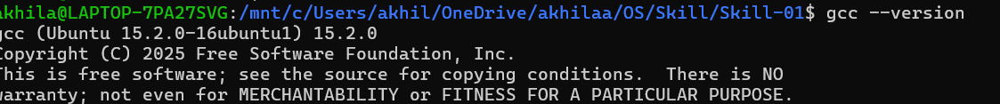 akhila@LAPTOP-7PA27SVG:/mnt/c/Users/akhil/OneDrive/akhilaa/OS/Skill/Skill-01$ gcc --version
gcc (Ubuntu 15.2.0-16ubuntu1) 15.2.0
Copyright (C) 2025 Free Software Foundation, Inc.
This is free software; see the source for copying conditions.  There is NO
warranty; not even for MERCHANTABILITY or FITNESS FOR A PARTICULAR PURPOSE.